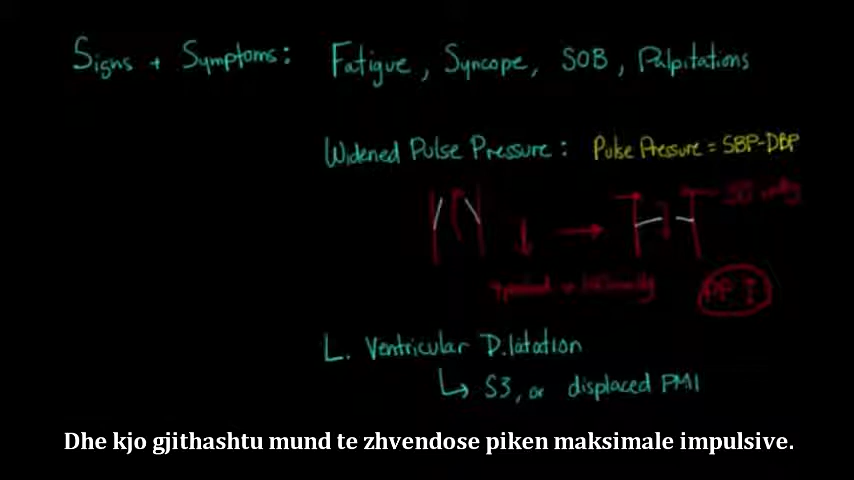 Signs + Symptoms: Fatigue, Syncope, SOB, Palpitations
Widened Pulse Pressure: Pulse Pressure = SBP-DBP
L. Ventricular Dilatation
↳ S3, or displaced PMI
Dhe kjo gjithashtu mund te zhvendose piken maksimale impulsive.